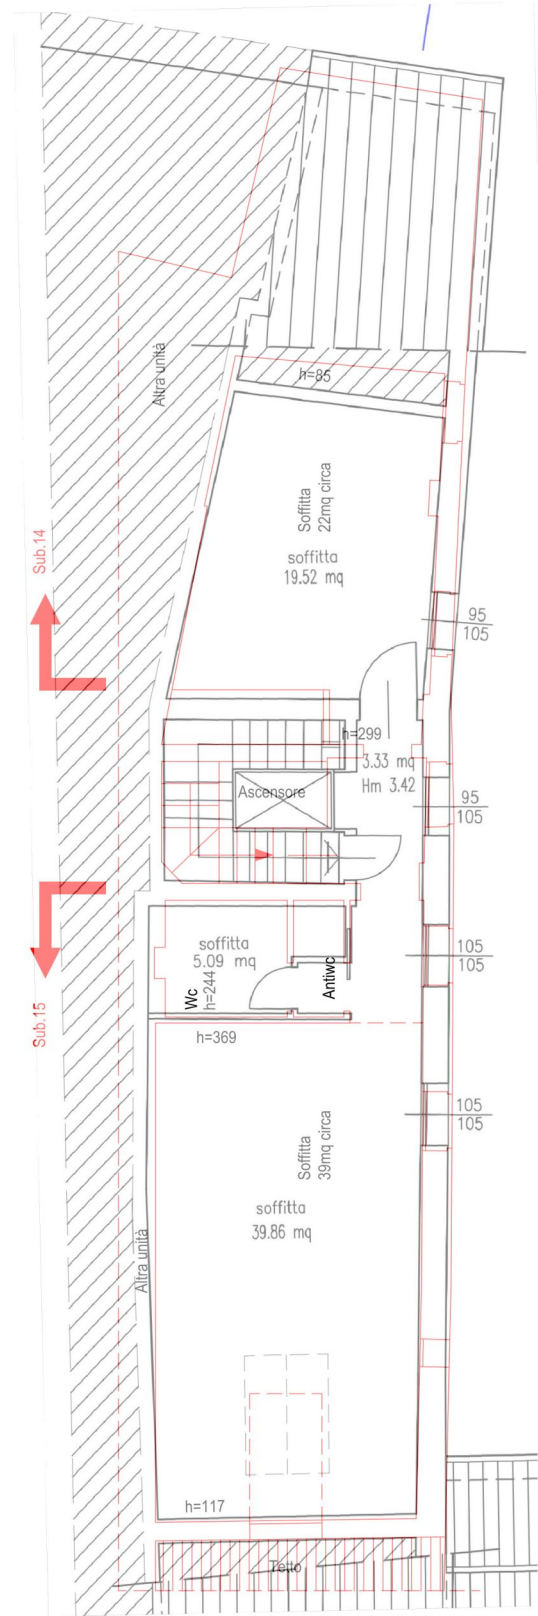 Altra unità
h=85
Soffitta
22mq circa
soffitta
19.52 mq
Sub.14
95
105
h=299
3.33 mq
Hm 3.42
Ascensore
95
105
soffitta
5.09 mq
Wc
h=244
Antiwc
105
105
Sub.15
h=369
105
105
Soffitta
39mq circa
soffitta
39.86 mq
Altra unità
h=117
Tetto